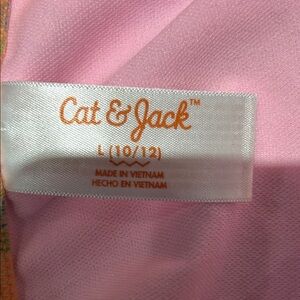 Cat & Jack™
L (10/12)
MADE IN VIETNAM
HECHO EN VIETNAM